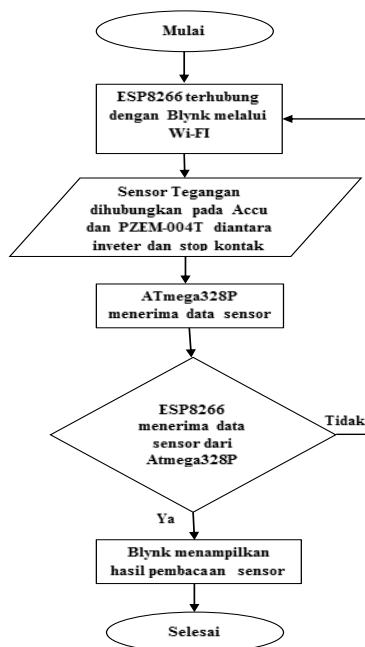 Mulai
ESP8266 terhubung
dengan Blynk melalui
Wi-FI
Sensor Tegangan
dihubungkan pada Accu
dan PZEM-004T diantara
inveter dan stop kontak
ATmega328P
menerima data sensor
ESP8266
menerima data
sensor dari
Atmega328P
Tidak
Ya
Blynk menampilkan
hasil pembacaan sensor
Selesai